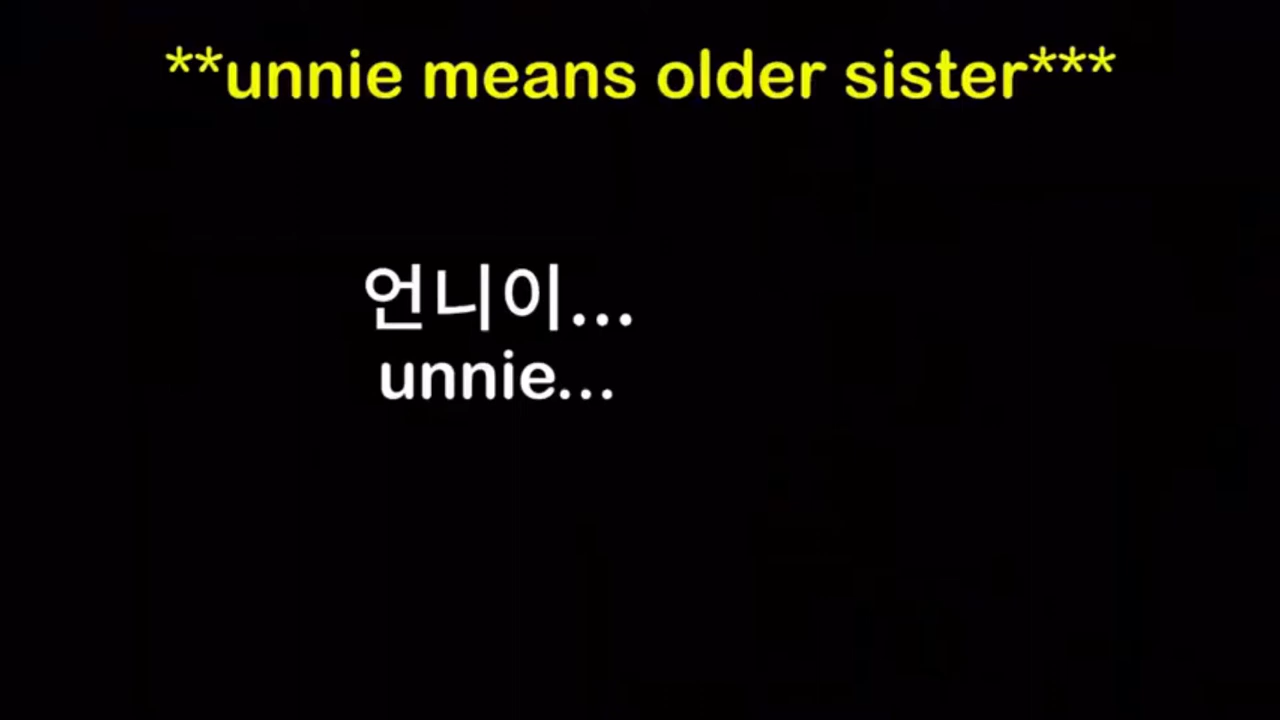 **unnie means older sister***
언니이...
unnie...